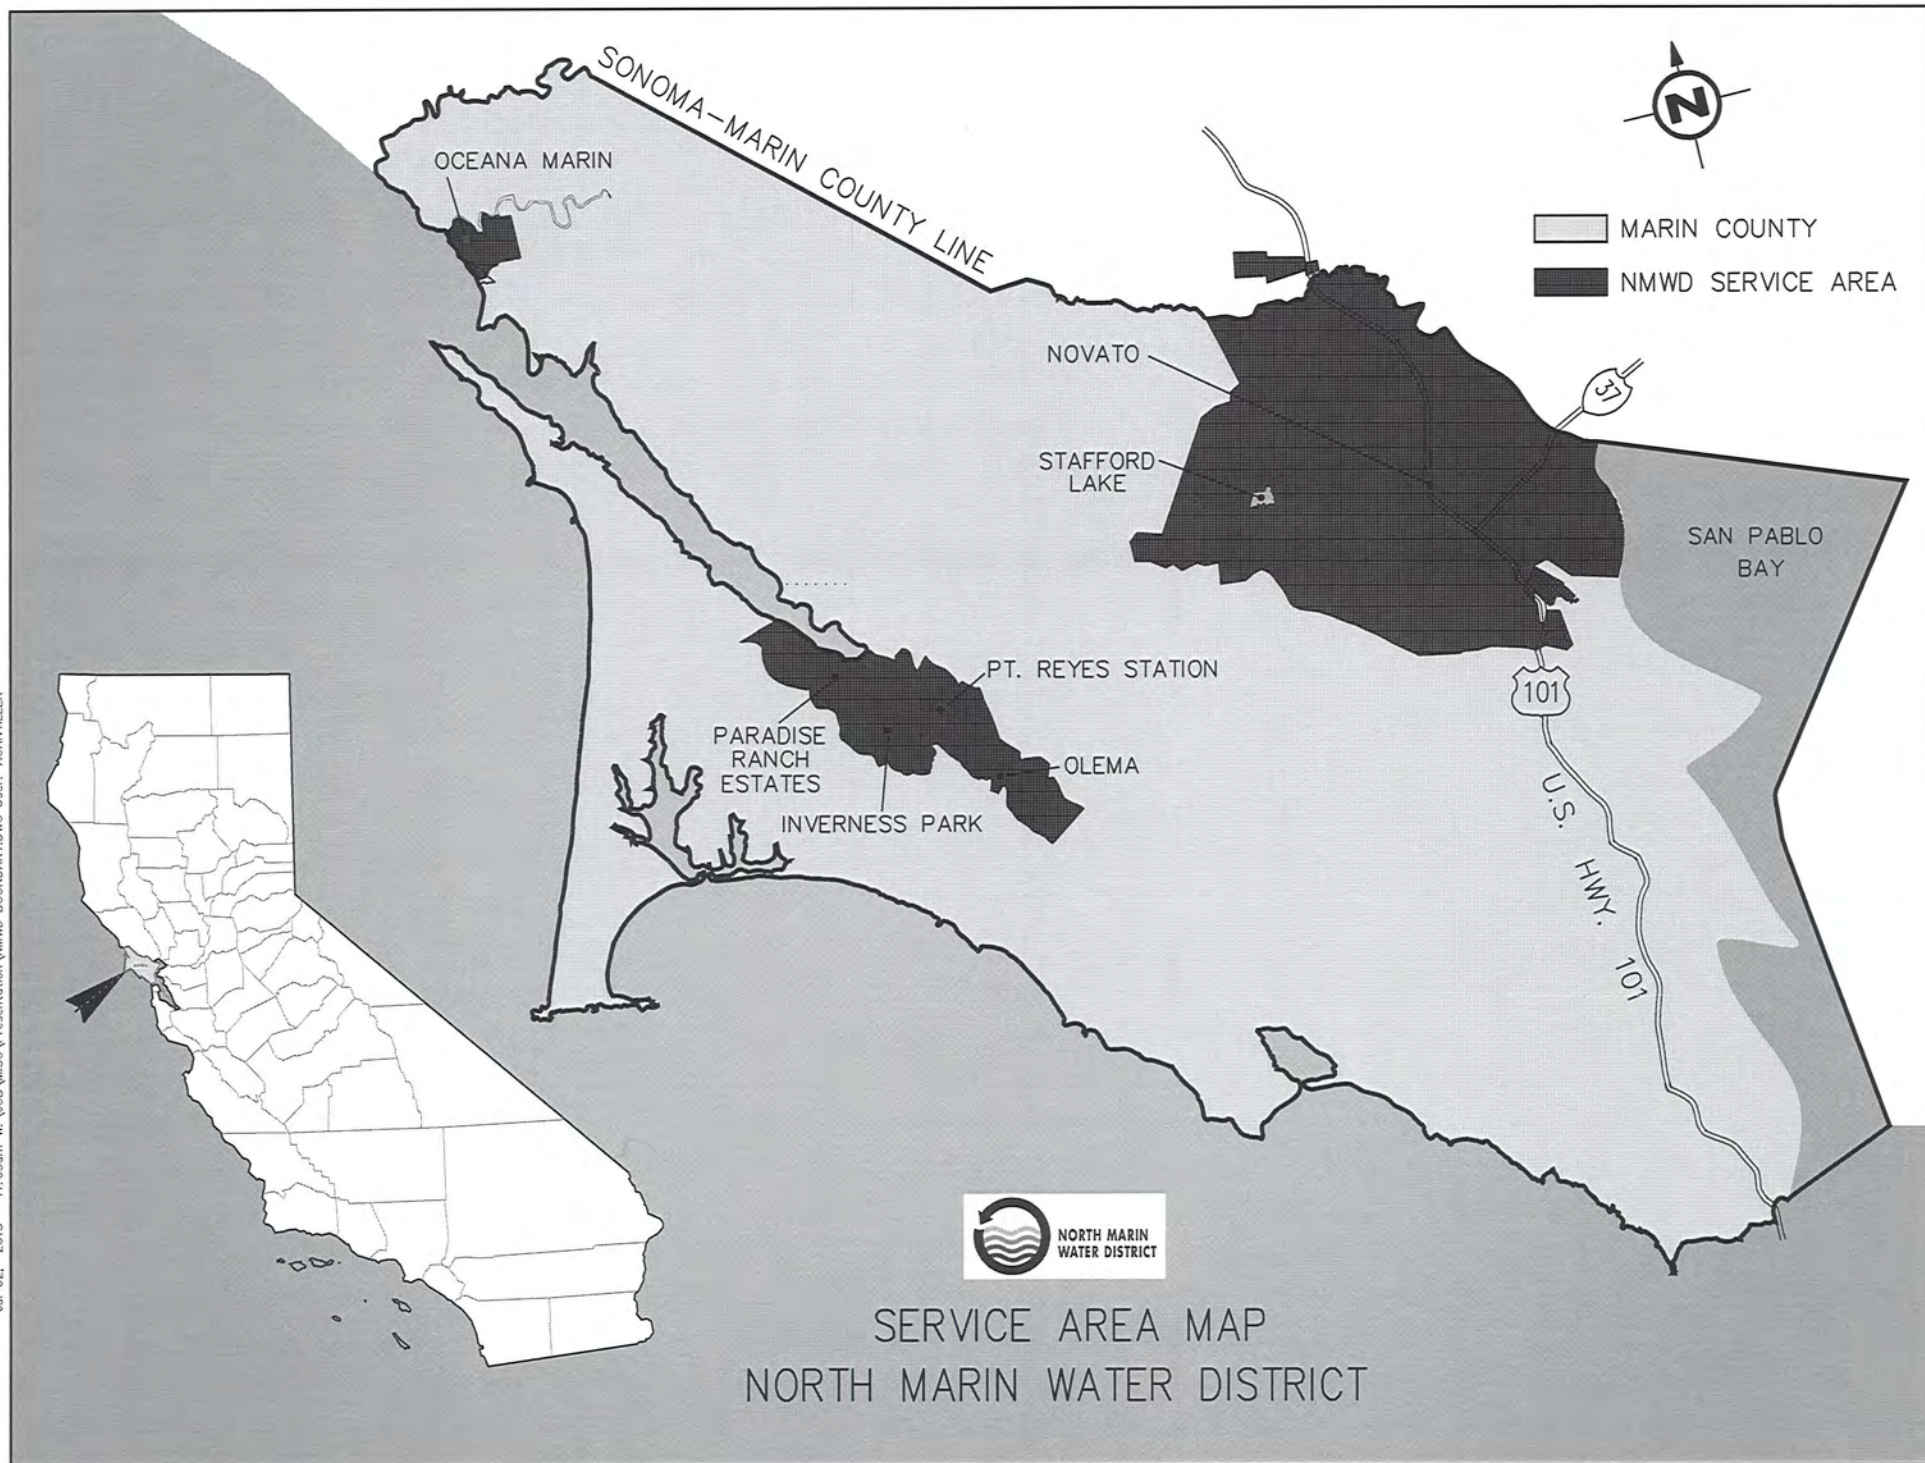 SONOMA-MARIN COUNTY LINE
N
OCEANA MARIN
MARIN COUNTY
NMWD SERVICE AREA
NOVATO
37
STAFFORD
LAKE
SAN PABLO
BAY
PT. REYES STATION
101
PARADISE
RANCH
ESTATES
OLEMA
INVERNESS PARK
U.S. HWY. 101
NORTH MARIN
WATER DISTRICT
SERVICE AREA MAP
NORTH MARIN WATER DISTRICT